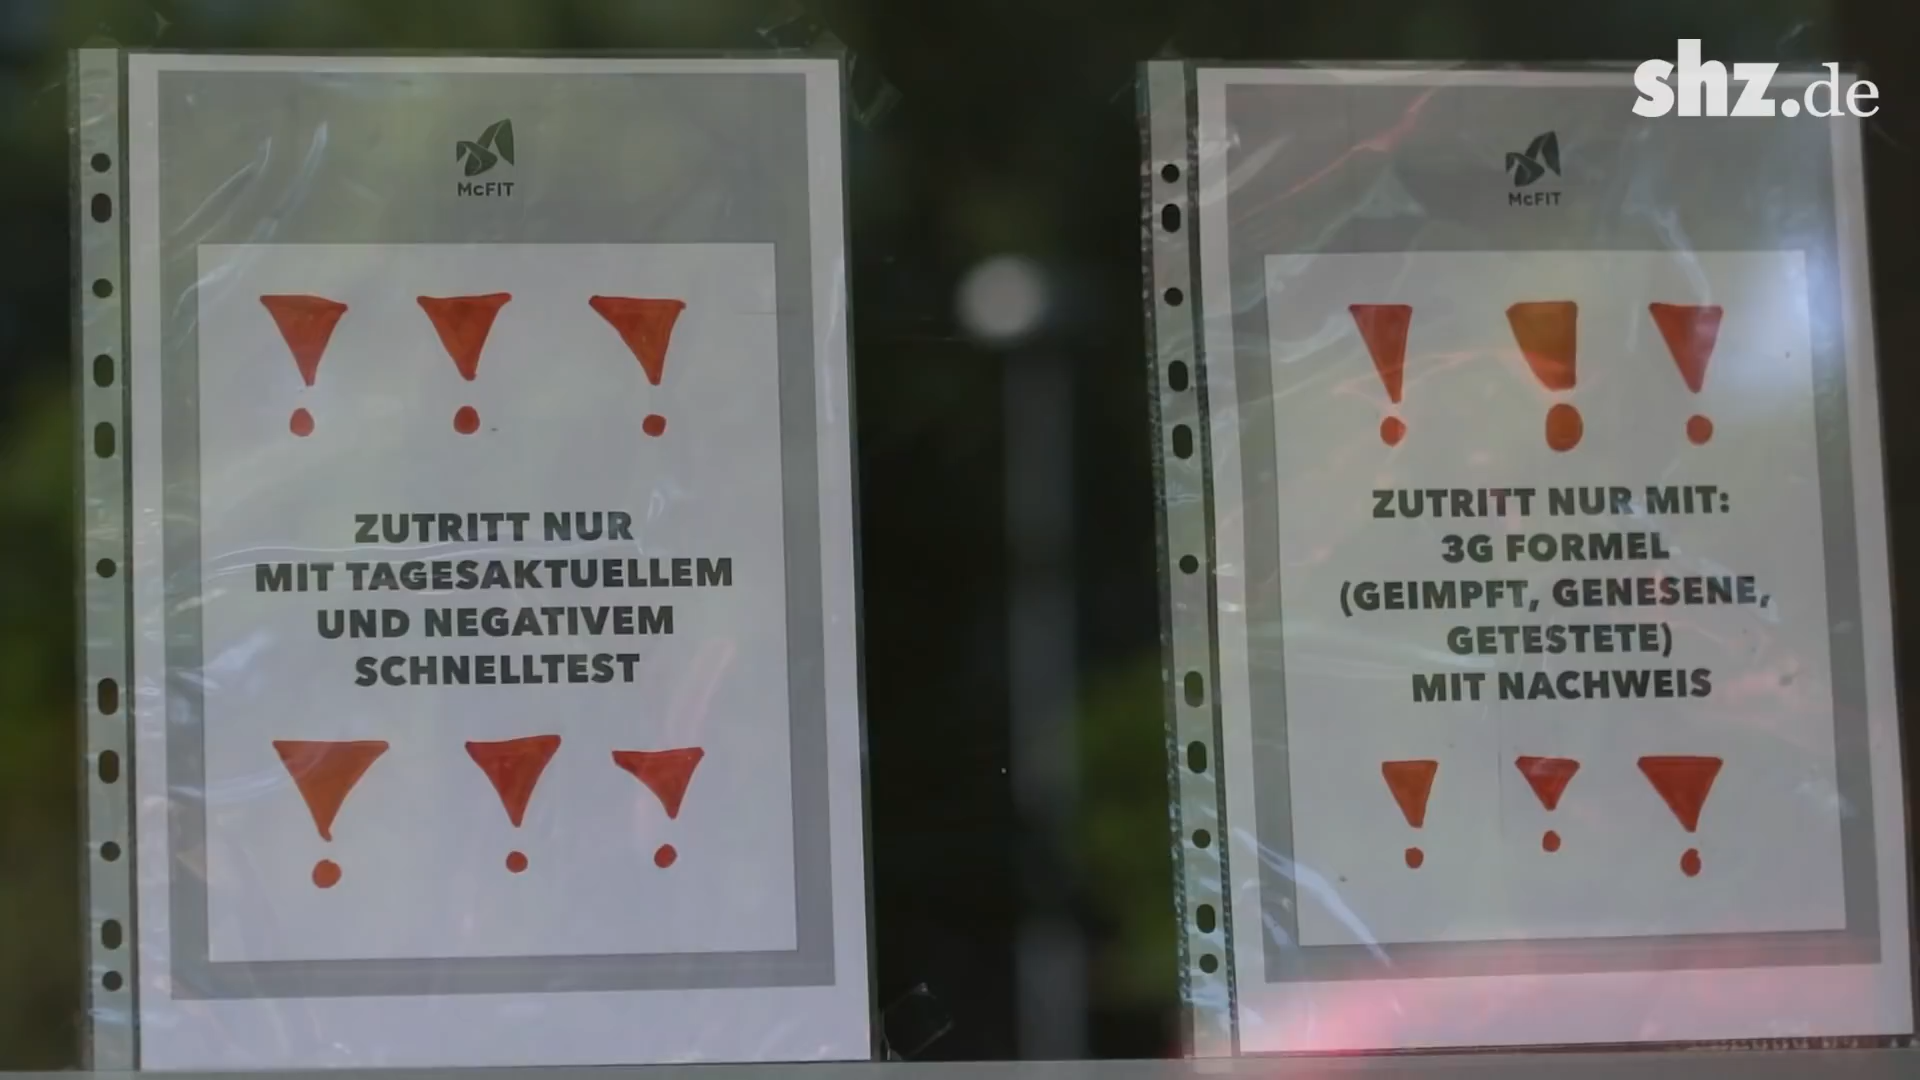 shz.de
McFIT
ZUTRITT NUR
MIT TAGESAKTUELLEM
UND NEGATIVEM
SCHNELLTEST
McFIT
ZUTRITT NUR MIT:
3G FORMEL
(GEIMPFT, GENESENE,
GETESTETE)
MIT NACHWEIS